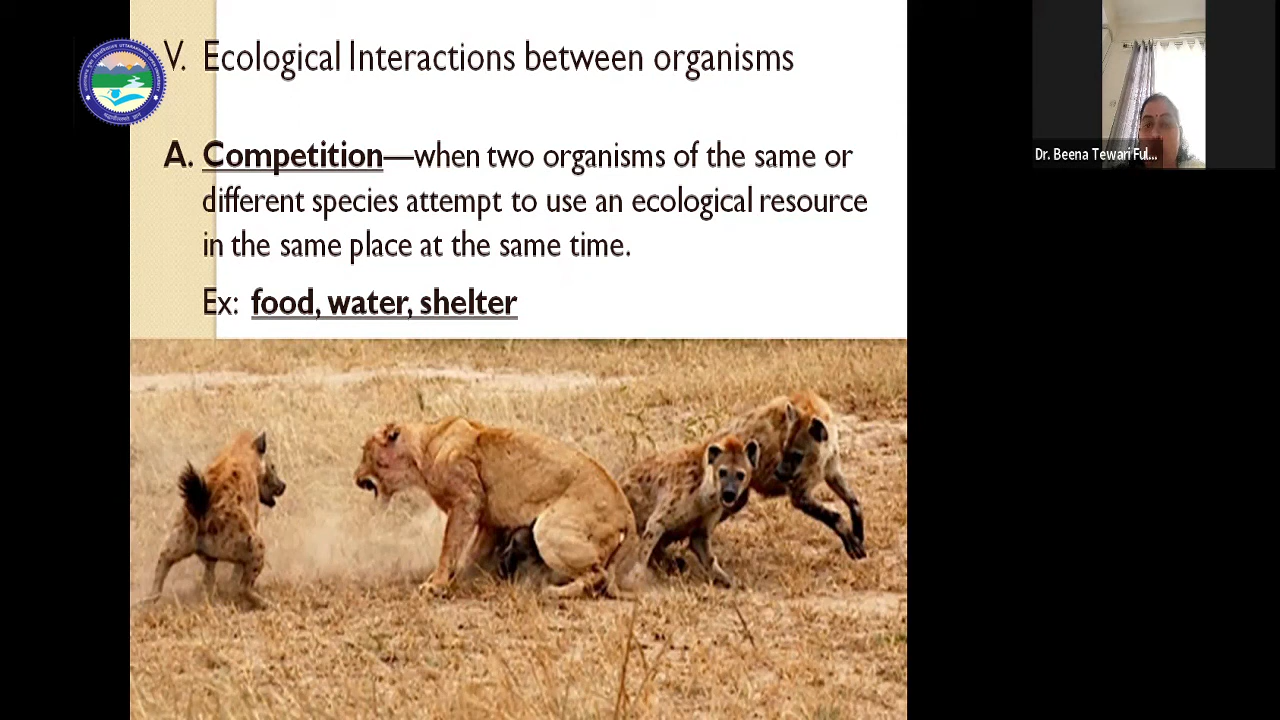 V. Ecological Interactions between organisms
A. Competition—when two organisms of the same or
different species attempt to use an ecological resource
in the same place at the same time.
Ex: food, water, shelter
Dr. Beena Tewari Ful...